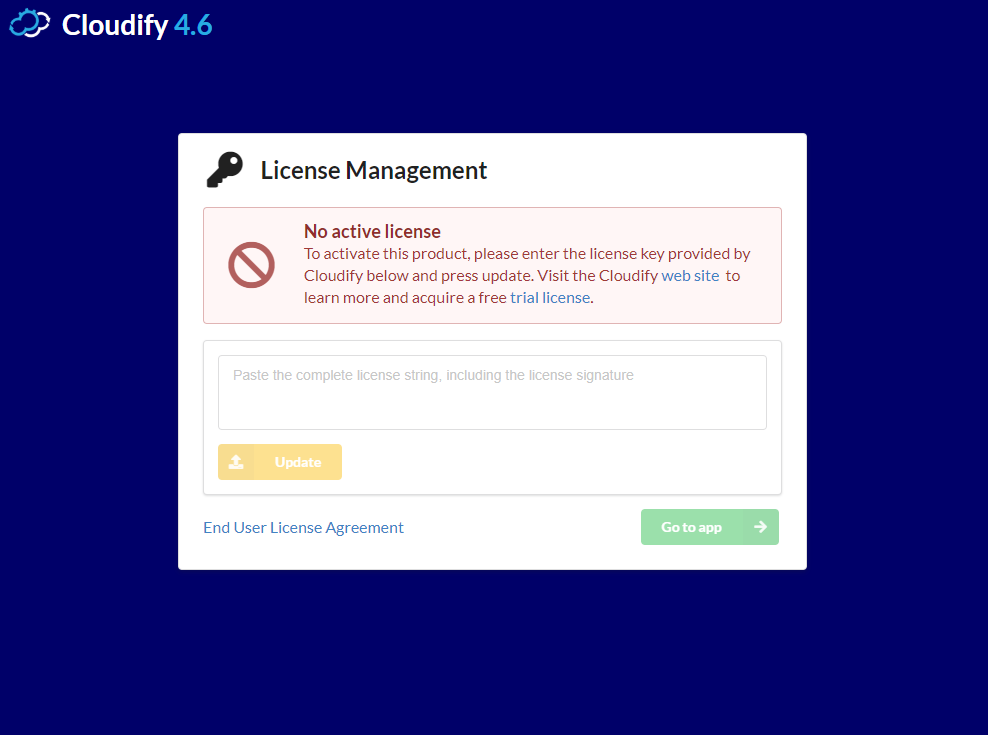 Cloudify 4.6
License Management
No active license
To activate this product, please enter the license key provided by
Cloudify below and press update. Visit the Cloudify web site to
learn more and acquire a free trial license.
Paste the complete license string, including the license signature
Update
End User License Agreement
Go to app